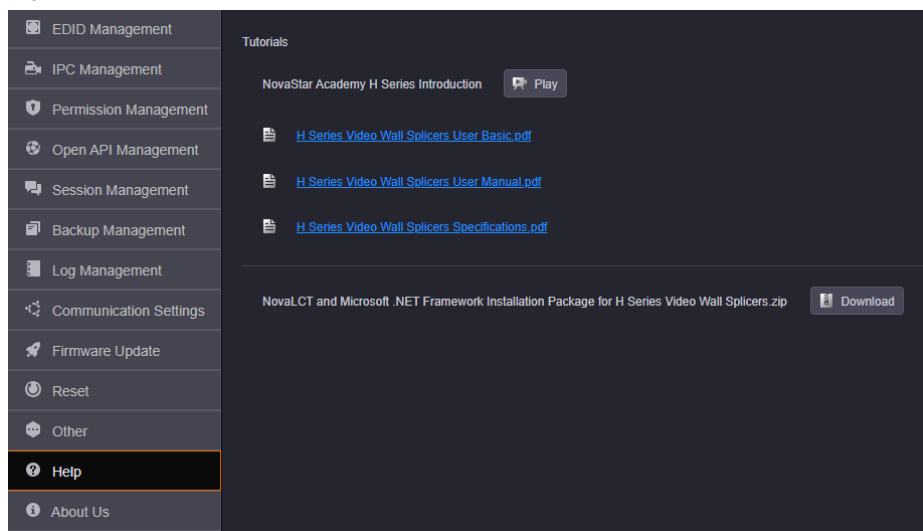 EDID Management
IPC Management
Permission Management
Open API Management
Session Management
Backup Management
Log Management
Communication Settings
Firmware Update
Reset
Other
Help
About Us
Tutorials
NovaStar Academy H Series Introduction Play
H Series Video Wall Splicers User Basic.pdf
H Series Video Wall Splicers User Manual.pdf
H Series Video Wall Splicers Specifications.pdf
NovaLCT and Microsoft .NET Framework Installation Package for H Series Video Wall Splicers.zip Download